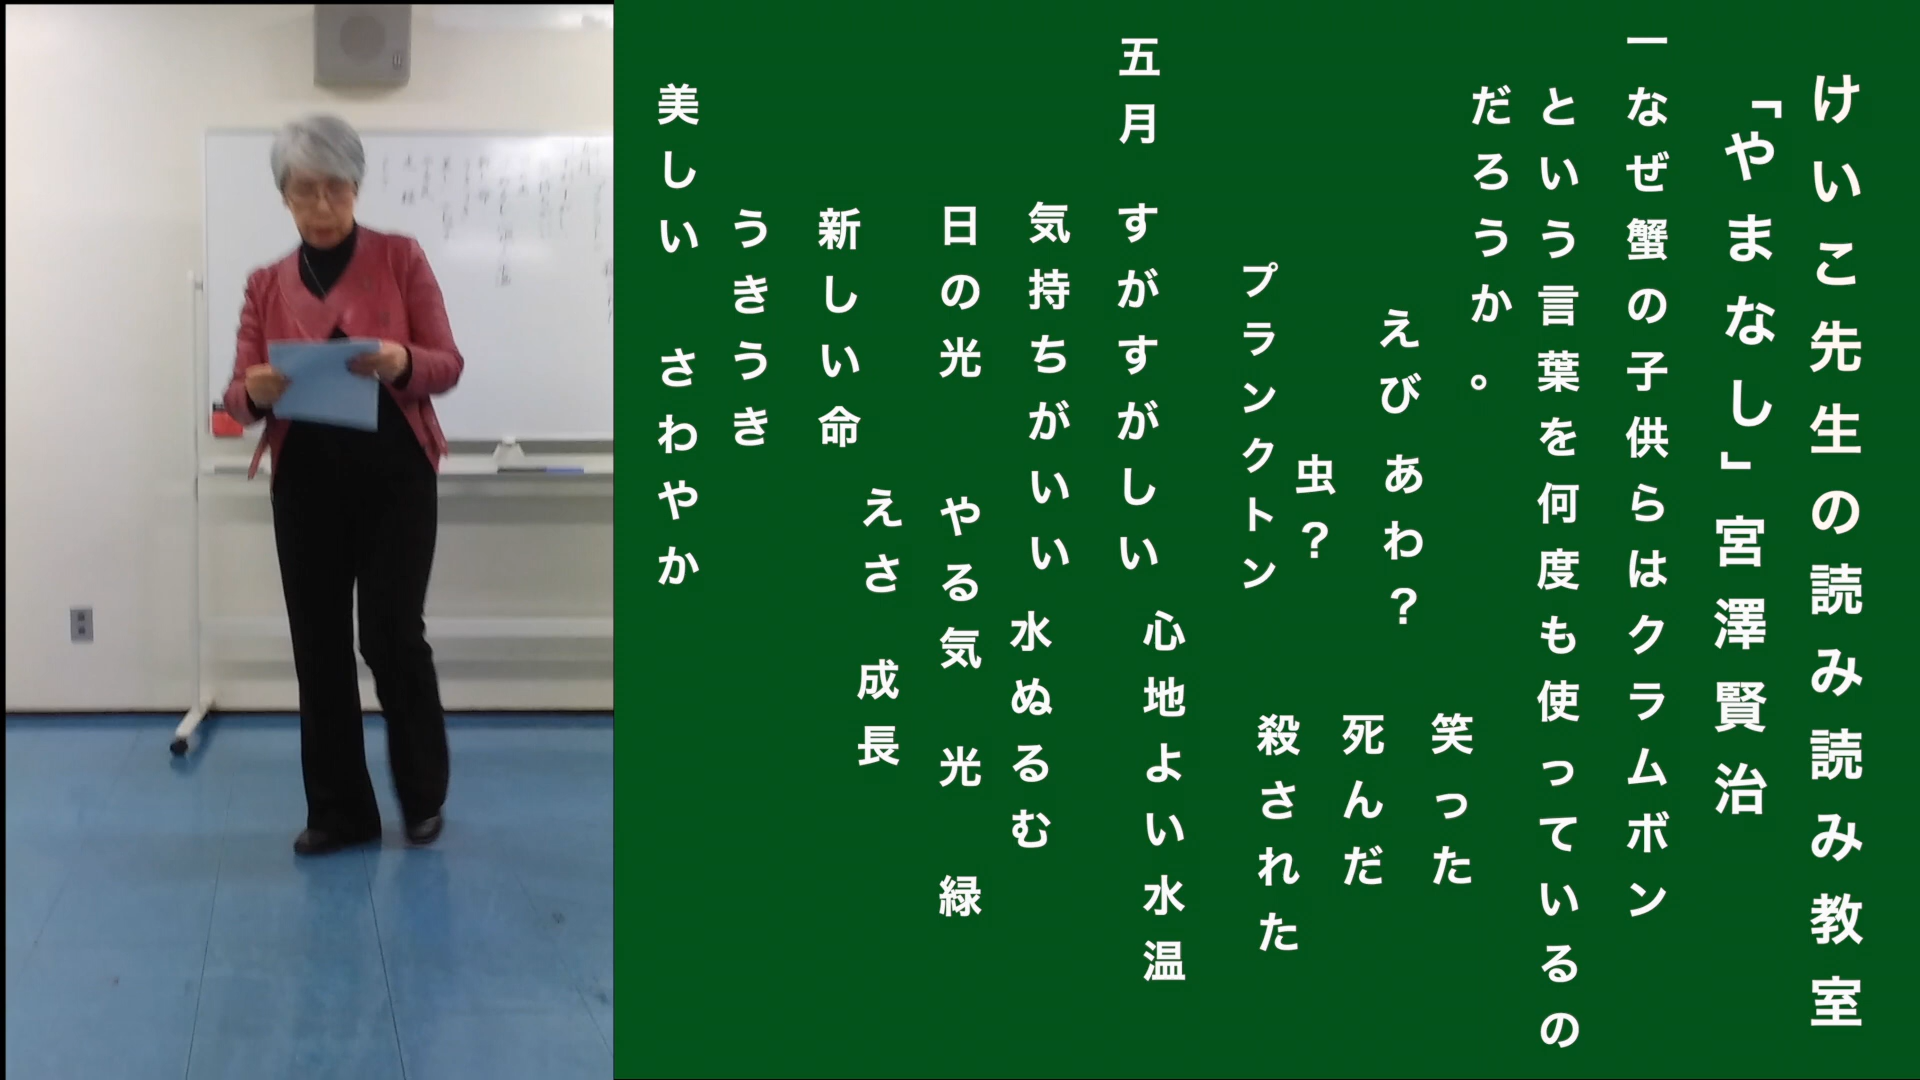 けいこ先生の読み読み教室
「やまなし」宮澤賢治
一なぜ蟹の子供らはクラムボン
という言葉を何度も使っているの
だろうか。
笑った
えびあわ？
死んだ
虫？
殺された
プランクトン
五月 すがすがしい 心地よい水温
気持ちがいい 水ぬるむ
日の光 やる気 光 緑
えさ 成長
新しい命
うきうき
美しい さわやか